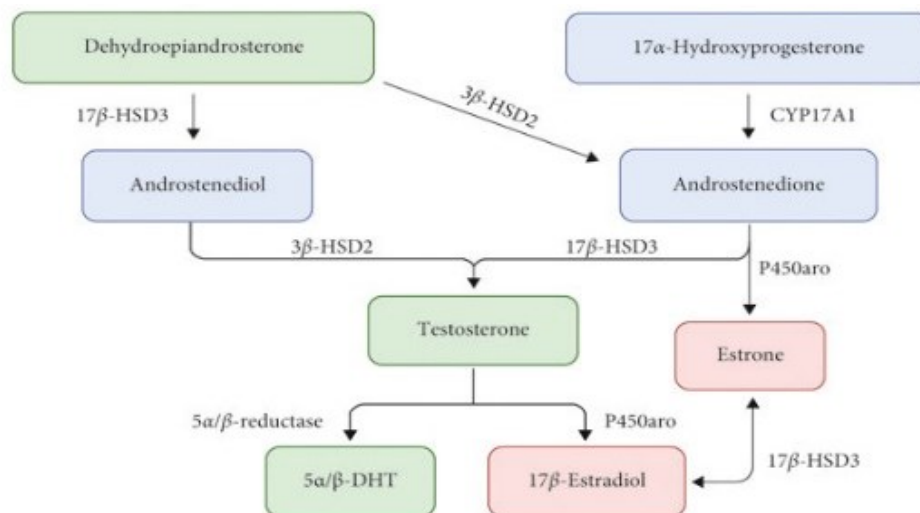 Dehydroepiandrosterone
17α-Hydroxyprogesterone
17β-HSD3
3β-HSD2
CYP17A1
Androstenediol
Androstenedione
3β-HSD2
17β-HSD3
P450aro
Testosterone
Estrone
5α/β-reductase
P450aro
17β-HSD3
5α/β-DHT
17β-Estradiol